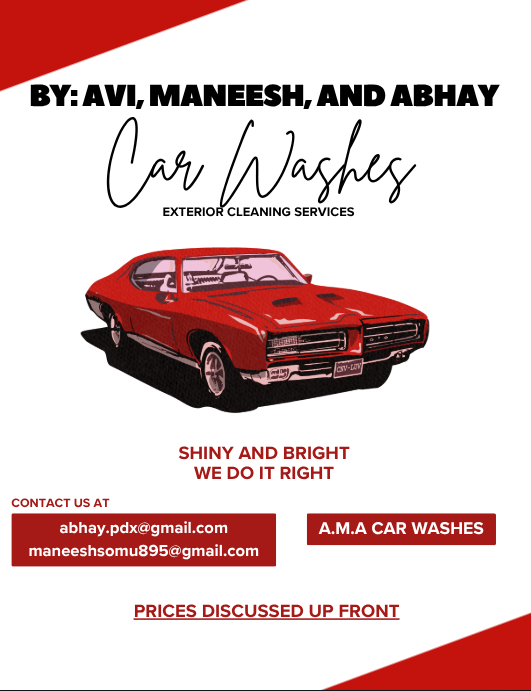 BY: AVI, MANEESH, AND ABHAY
Car Washes
EXTERIOR CLEANING SERVICES
SHINY AND BRIGHT
WE DO IT RIGHT
CONTACT US AT
abhay.pdx@gmail.com
maneeshsomu895@gmail.com
A.M.A CAR WASHES
PRICES DISCUSSED UP FRONT